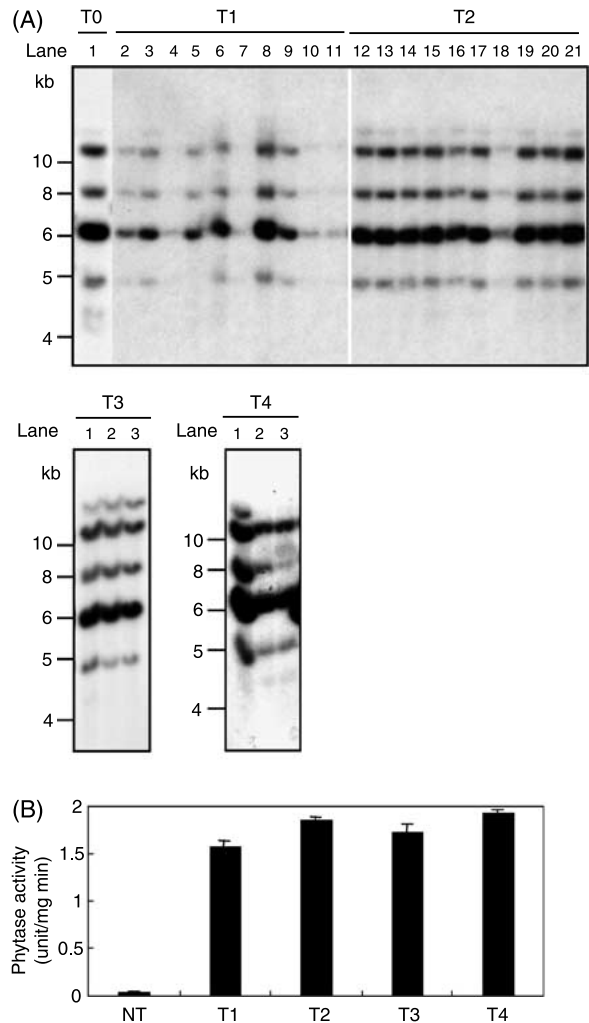 (A) T0 T1 T2
Lane 1 2 3 4 5 6 7 8 9 10 11 12 13 14 15 16 17 18 19 20 21
kb
10
8
6
5
4
T3
Lane 1 2 3
kb
10
8
6
5
4
T4
Lane 1 2 3
kb
10
8
6
5
4
(B)
Phytase activity
(unit/mg min)
2
1.5
1
0.5
0
NT T1 T2 T3 T4